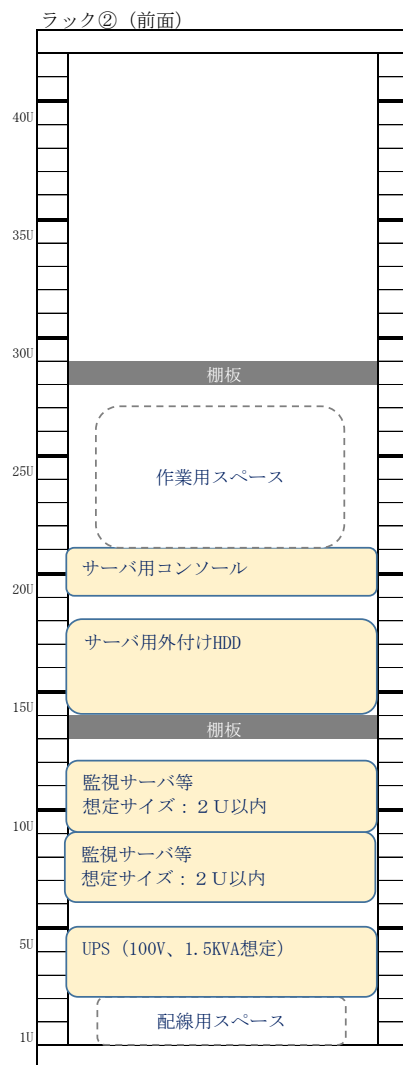 ラック②（前面）
40U
35U
30U
棚板
25U
作業用スペース
サーバ用コンソール
20U
サーバ用外付けHDD
15U
棚板
監視サーバ等
想定サイズ：２U以内
10U
監視サーバ等
想定サイズ：２U以内
5U
UPS（100V、1.5KVA想定）
配線用スペース
1U